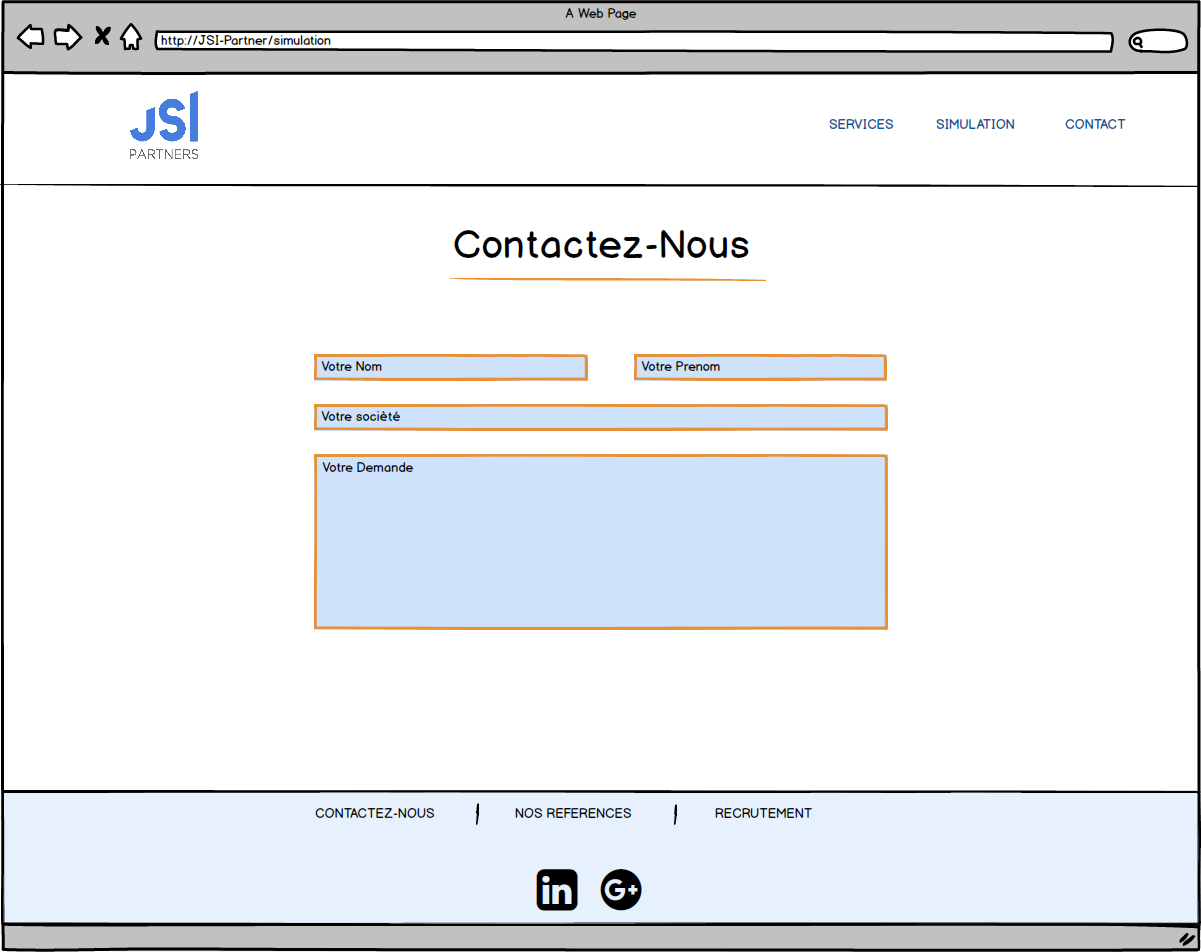 A Web Page
http://JSI-Partner/simulation
JSI
PARTNERS
SERVICES SIMULATION CONTACT
Contactez-Nous
Votre Nom Votre Prenom
Votre socièté
Votre Demande
CONTACTEZ-NOUS NOS REFERENCES RECRUTEMENT
in G+